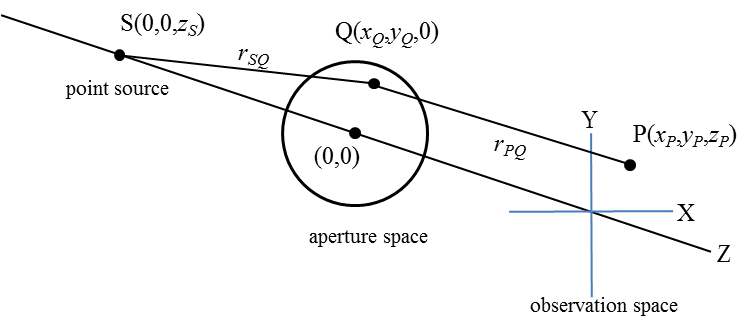 S(0,0,z_S)
Q(x_Q,y_Q,0)
r_SQ
point source
Y
P(x_P,y_P,z_P)
(0,0)
r_PQ
X
aperture space
Z
observation space